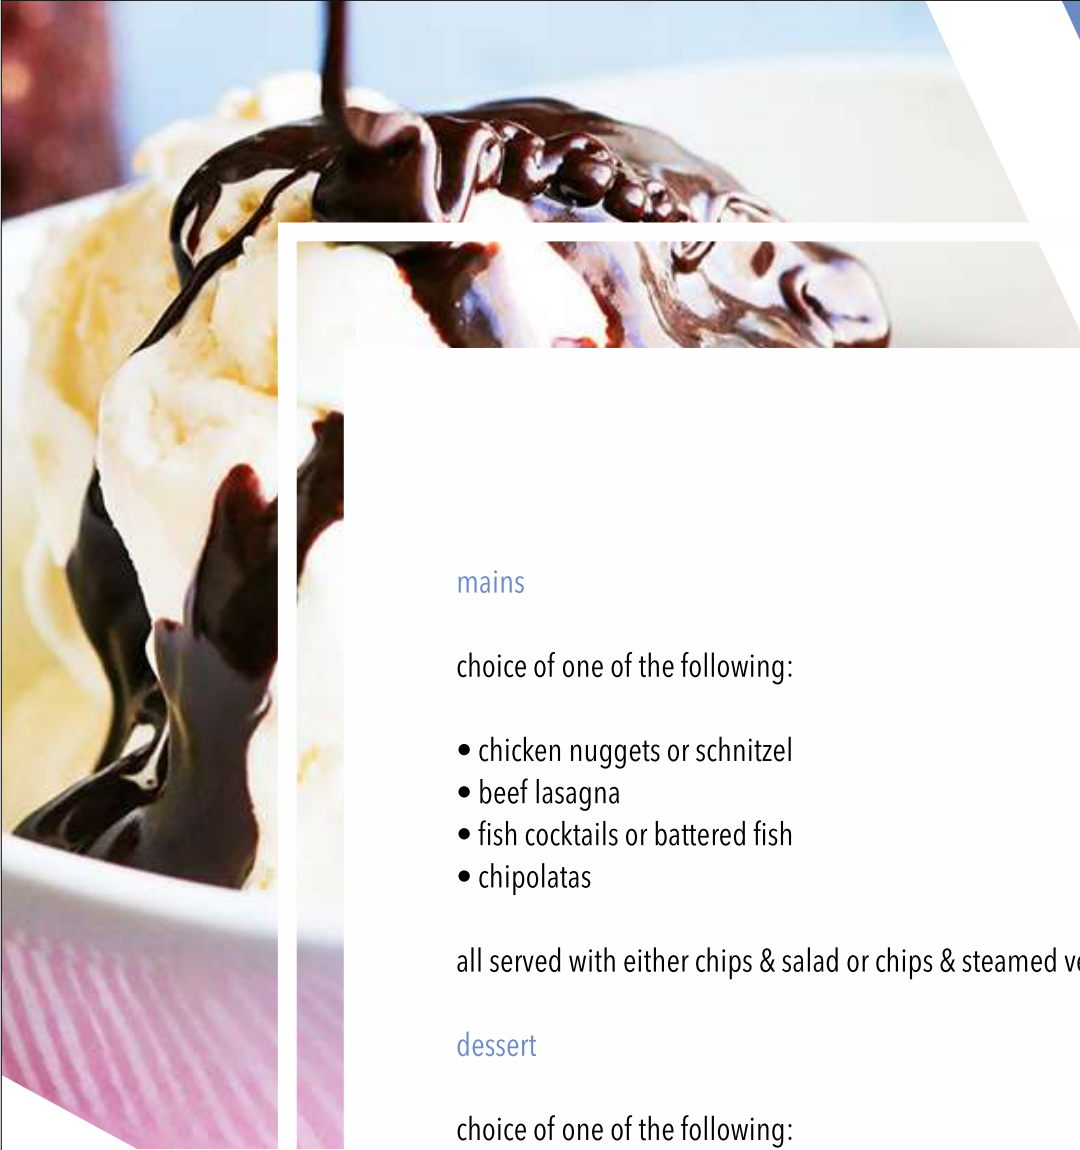 mains
choice of one of the following:
• chicken nuggets or schnitzel
• beef lasagna
• fish cocktails or battered fish
• chipolatas
all served with either chips & salad or chips & steamed
dessert
choice of one of the following: